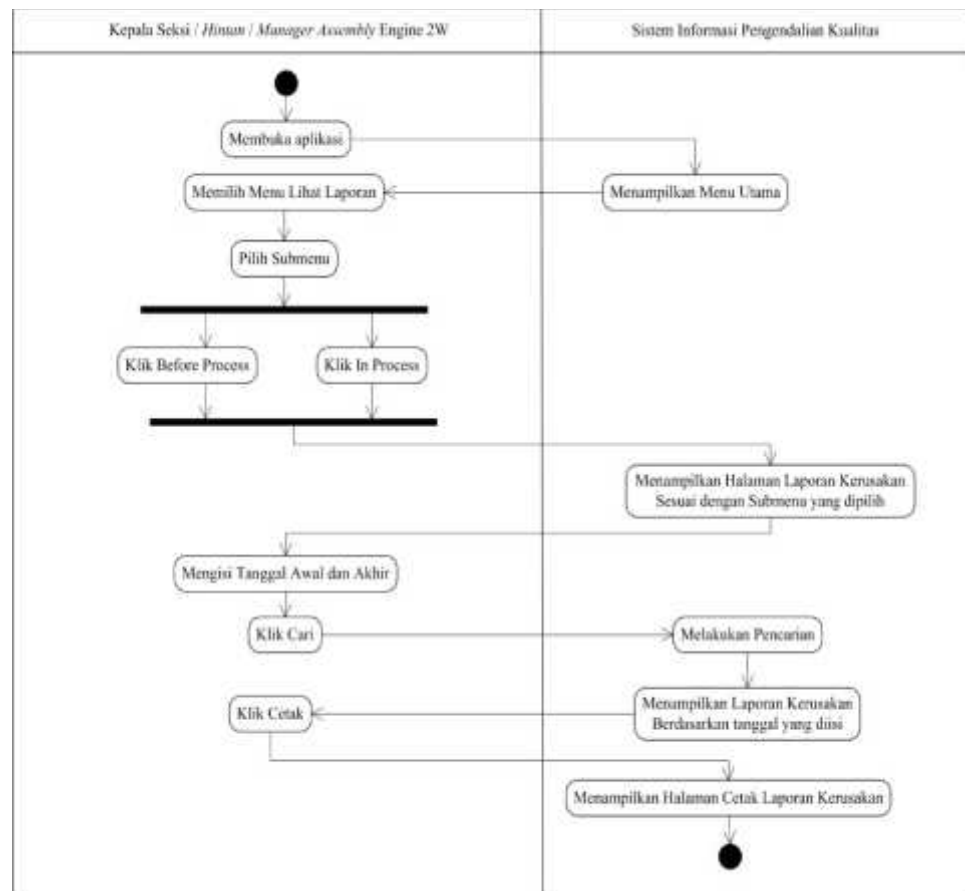 Kepala Seksi / Hintan / Manager Assembly Engine 2W
Sistem Informasi Pengendalian Kualitas
Membuka aplikasi
Menampilkan Menu Utama
Memilih Menu Lihat Laporan
Pilih Submenu
Klik Before Process
Klik In Process
Menampilkan Halaman Laporan Kerusakan
Sesuai dengan Submenu yang dipilih
Mengisi Tanggal Awal dan Akhir
Klik Cari
Melakukan Pencarian
Menampilkan Laporan Kerusakan
Berdasarkan tanggal yang diisi
Klik Cetak
Menampilkan Halaman Cetak Laporan Kerusakan